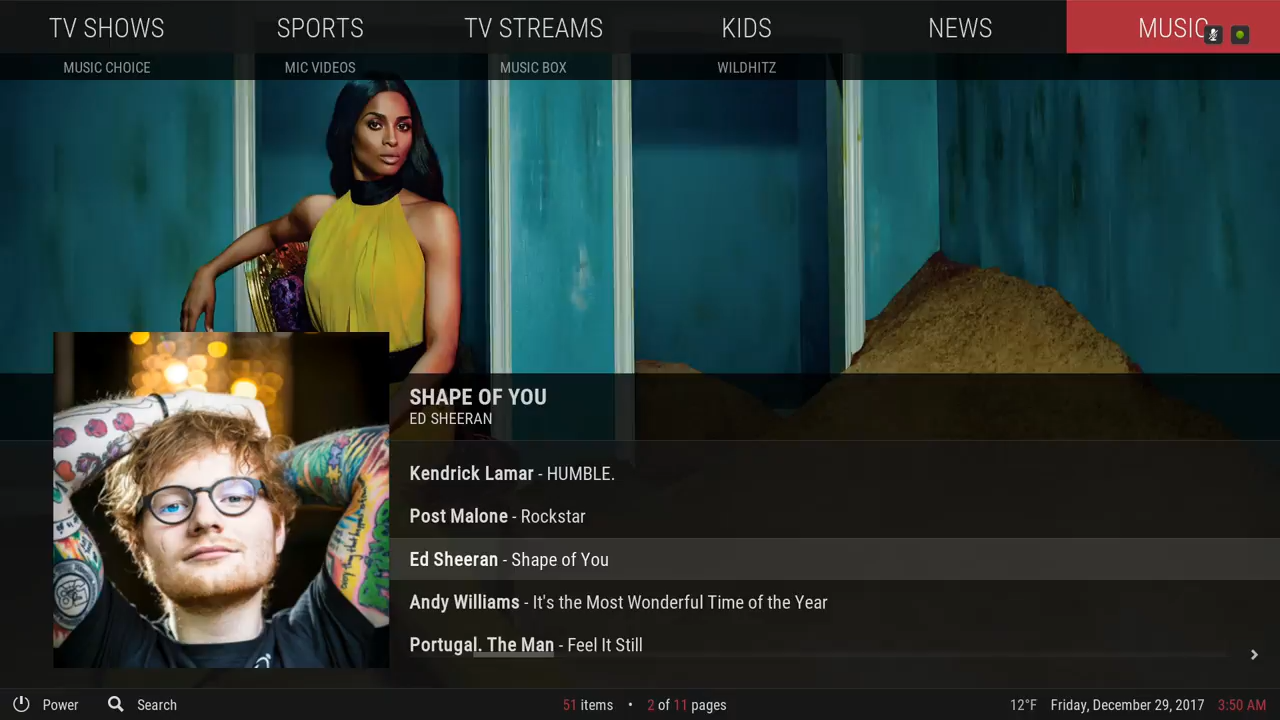 TV SHOWS SPORTS TV STREAMS KIDS NEWS MUSIC
MUSIC CHOICE MIC VIDEOS MUSIC BOX WILDHITZ
SHAPE OF YOU
ED SHEERAN
Kendrick Lamar - HUMBLE.
Post Malone - Rockstar
Ed Sheeran - Shape of You
Andy Williams - It's the Most Wonderful Time of the Year
Portugal. The Man - Feel It Still
Power Search 51 items • 2 of 11 pages 12°F Friday, December 29, 2017 3:50 AM